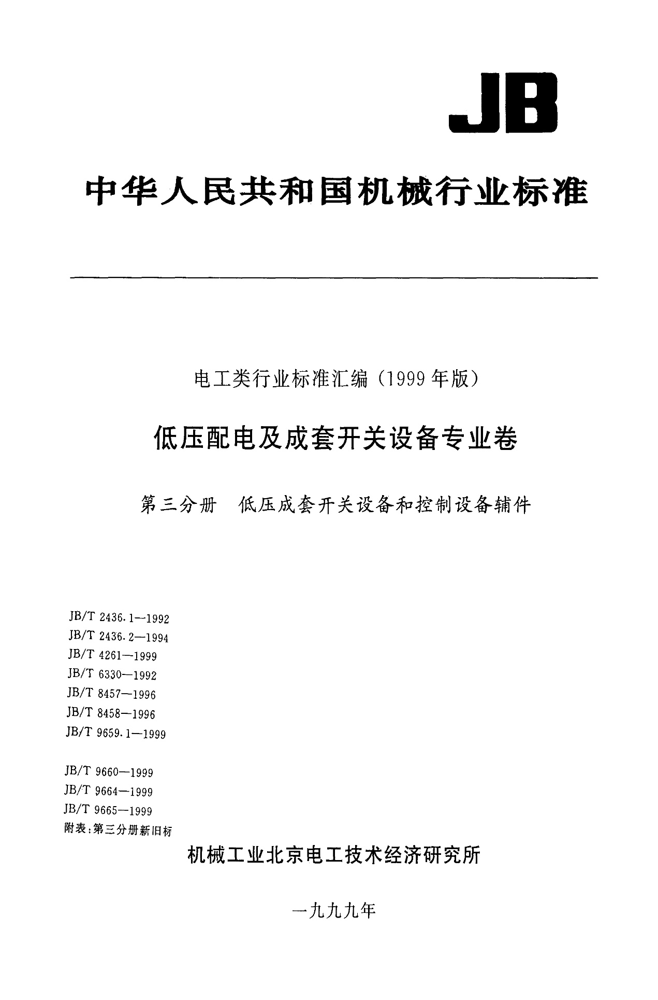 JB
中华人民共和国机械行业标准
电工类行业标准汇编（1999年版）
低压配电及成套开关设备专业卷
第三分册 低压成套开关设备和控制设备辅件
JB/T 2436.1—1992
JB/T 2436.2—1994
JB/T 4261—1999
JB/T 6330—1992
JB/T 8457—1996
JB/T 8458—1996
JB/T 9659.1—1999
JB/T 9660—1999
JB/T 9664—1999
JB/T 9665—1999
附表:第三分册新旧标
机械工业北京电工技术经济研究所
一九九九年